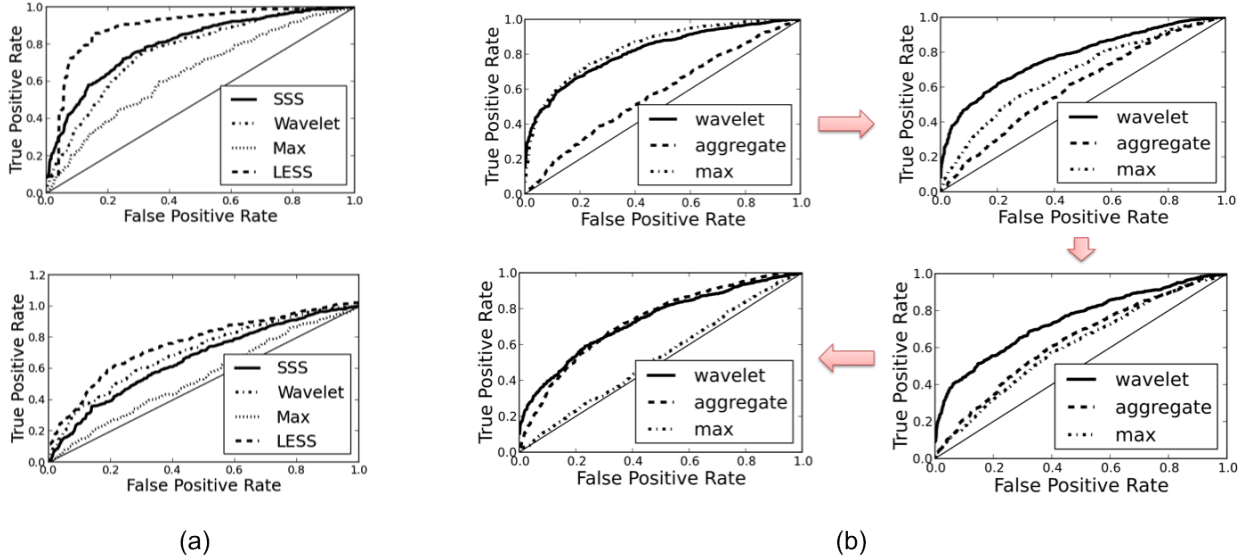 True Positive Rate
1.0
0.8
0.6
0.4
0.2
0.0
SSS
Wavelet
Max
LESS
0.2 0.4 0.6 0.8 1.0
False Positive Rate
True Positive Rate
1.0
0.8
0.6
0.4
0.2
0.0
wavelet
aggregate
max
0.0 0.2 0.4 0.6 0.8 1.0
False Positive Rate
True Positive Rate
1.0
0.8
0.6
0.4
0.2
0.0
wavelet
aggregate
max
0.0 0.2 0.4 0.6 0.8 1.0
False Positive Rate
True Positive Rate
1.2
1.0
0.8
0.6
0.4
0.2
0.0
SSS
Wavelet
Max
LESS
0.0 0.2 0.4 0.6 0.8 1.0
False Positive Rate
True Positive Rate
1.0
0.8
0.6
0.4
0.2
0.0
wavelet
aggregate
max
0.0 0.2 0.4 0.6 0.8 1.0
False Positive Rate
True Positive Rate
1.0
0.8
0.6
0.4
0.2
0.0
wavelet
aggregate
max
0.0 0.2 0.4 0.6 0.8 1.0
False Positive Rate
(a)
(b)